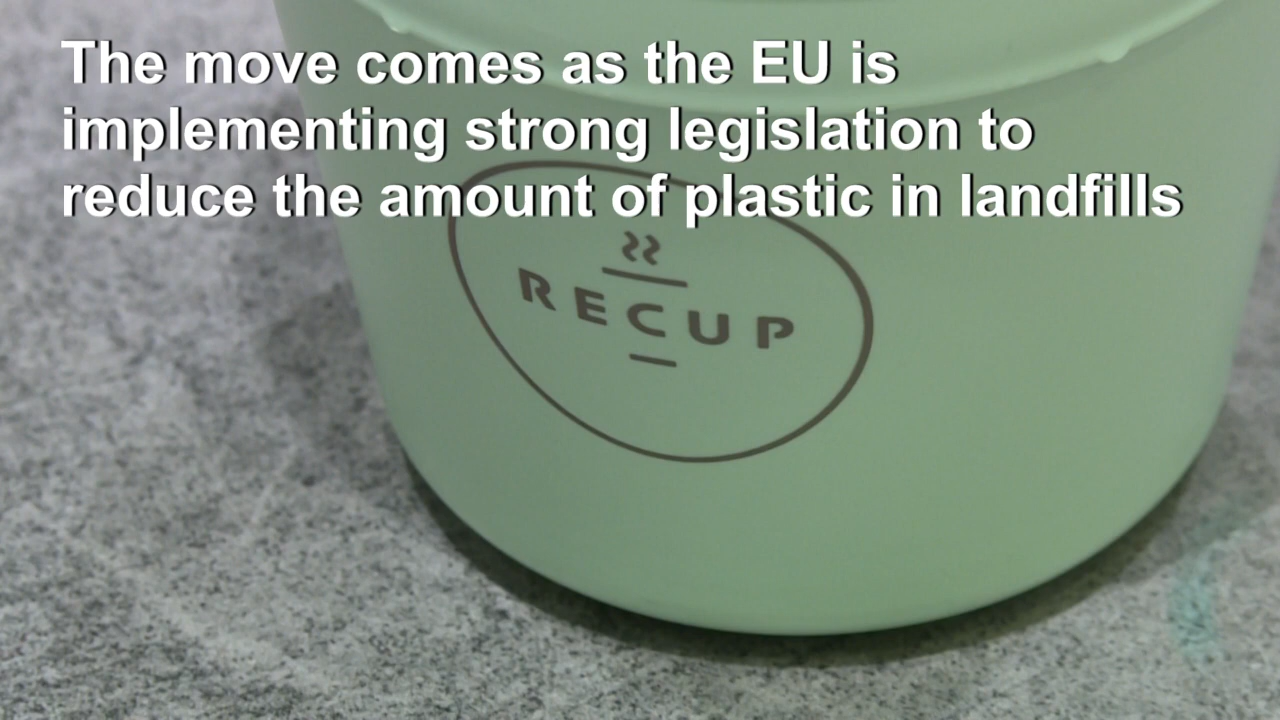 The move comes as the EU is
implementing strong legislation to
reduce the amount of plastic in landfills
RECUP